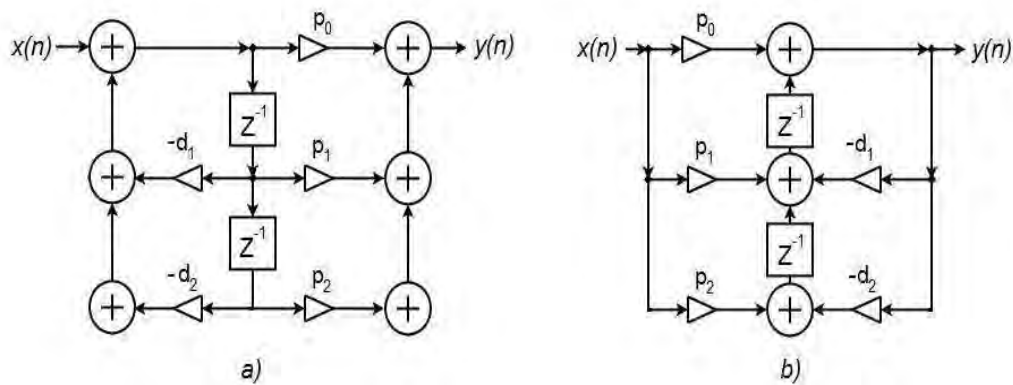 x(n) p₀ y(n)
Z⁻¹
-d₁ p₁
Z⁻¹
-d₂ p₂
a)
x(n) p₀ y(n)
Z⁻¹
p₁ -d₁
Z⁻¹
p₂ -d₂
b)